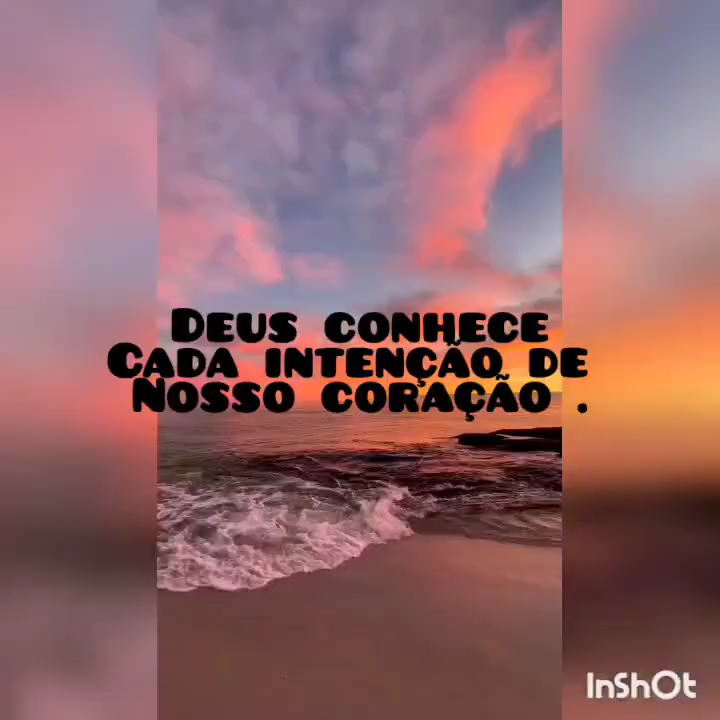 Deus conhece
Cada intenção de
Nosso coração .
InShOt